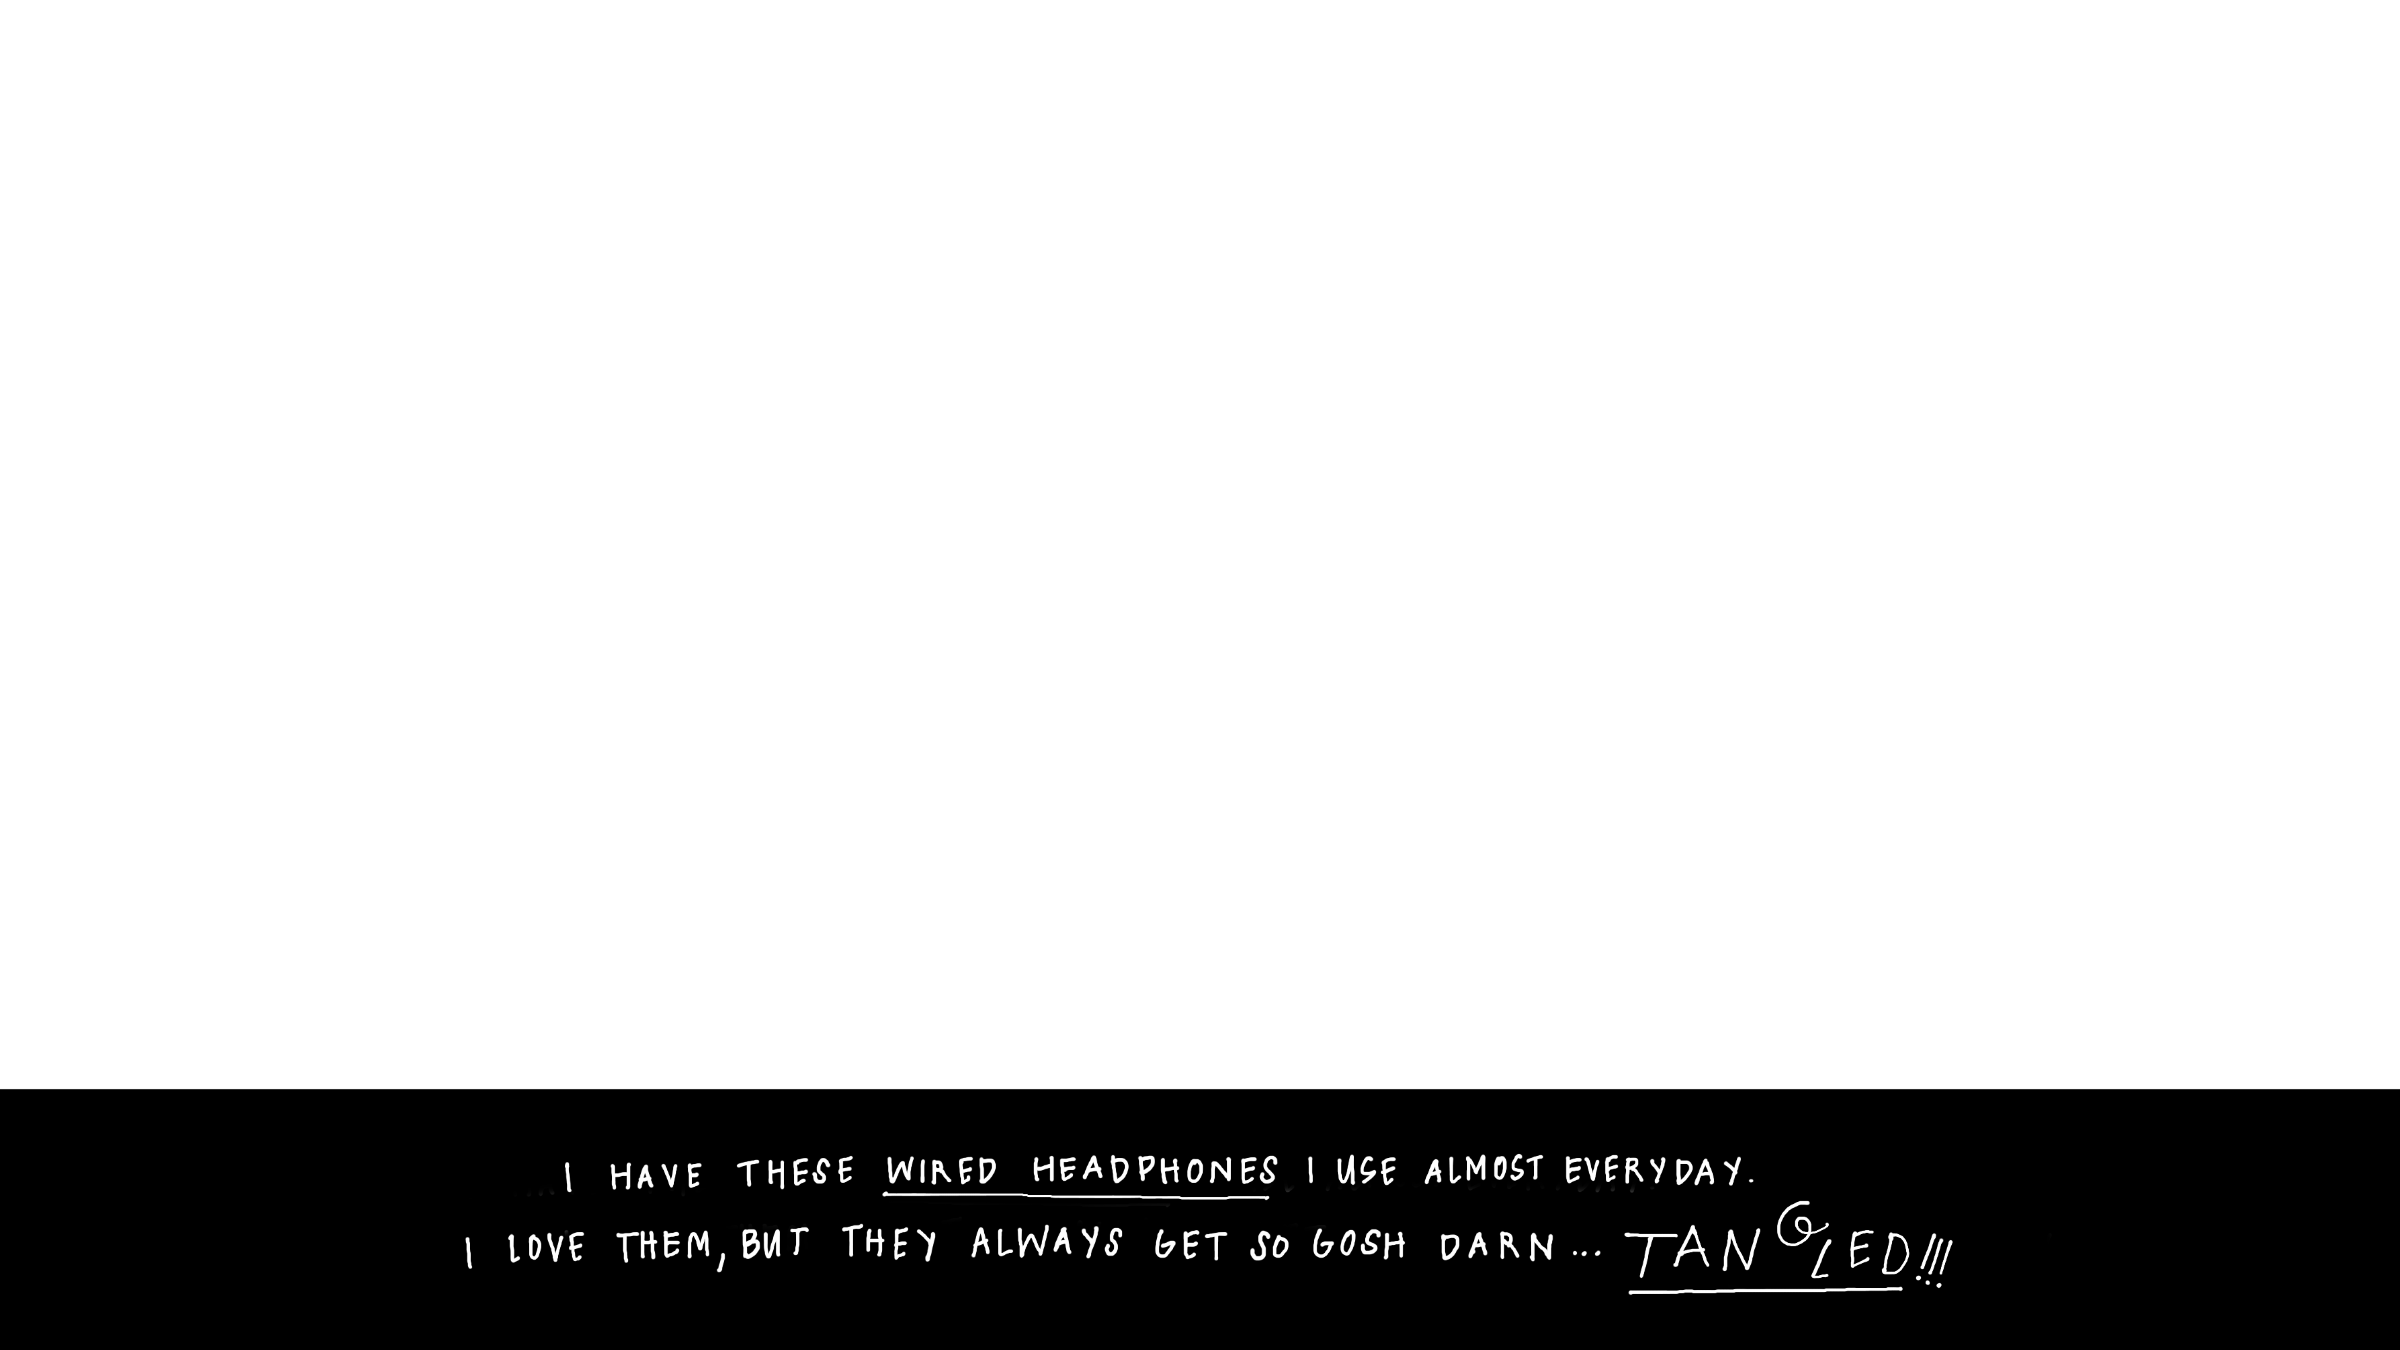 I HAVE THESE WIRED HEADPHONES I USE ALMOST EVERYDAY.
I LOVE THEM, BUT THEY ALWAYS GET SO GOSH DARN... TANGLED!!!